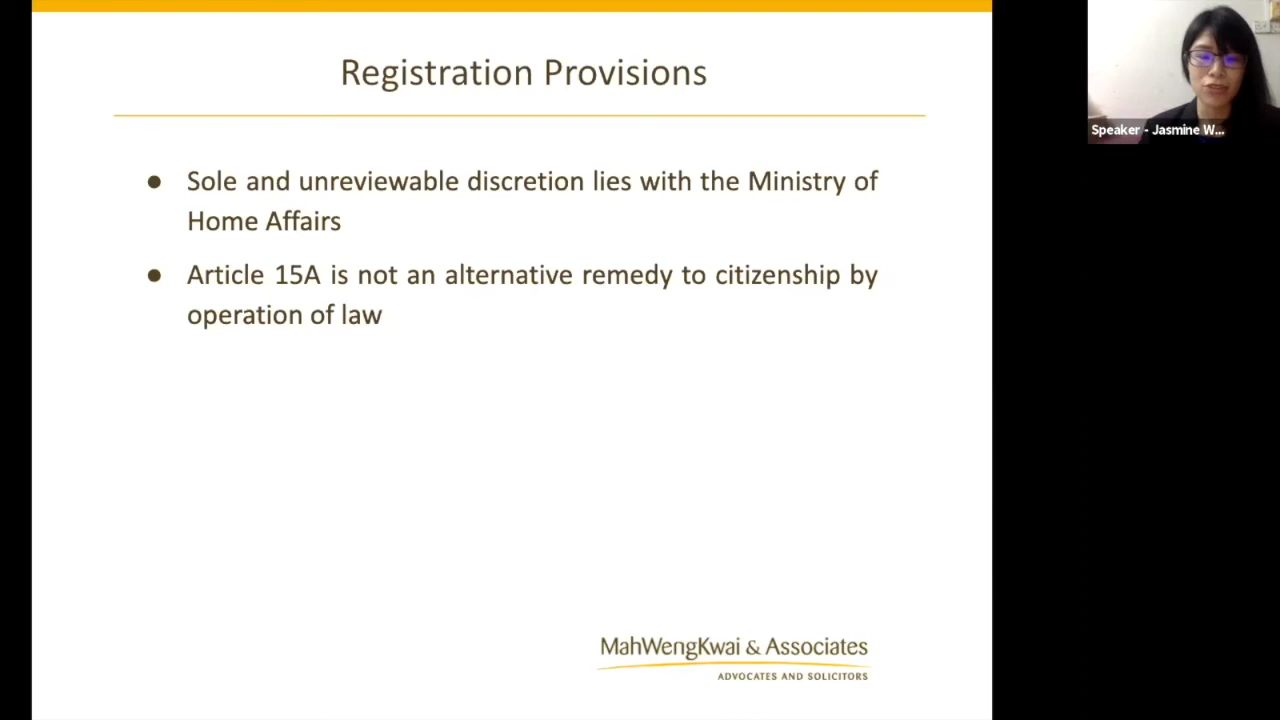 Registration Provisions
● Sole and unreviewable discretion lies with the Ministry of
Home Affairs
● Article 15A is not an alternative remedy to citizenship by
operation of law
MahWengKwai & Associates
ADVOCATES AND SOLICITORS
Speaker - Jasmine W...